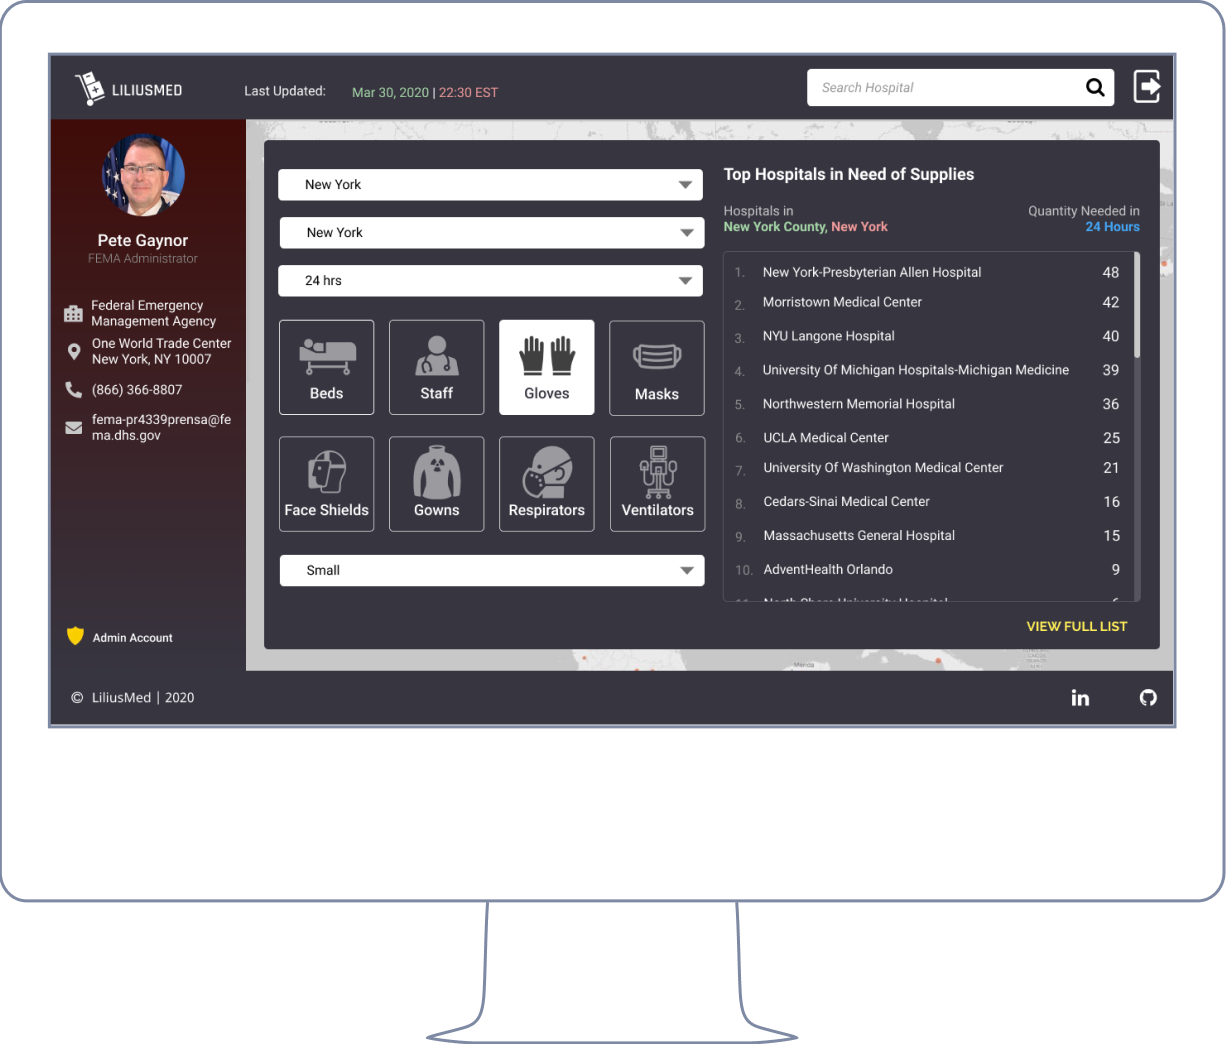 LILIUSMED
Last Updated:
Mar 30, 2020 | 22:30 EST
Search Hospital
Pete Gaynor
FEMA Administrator
Federal Emergency
Management Agency
One World Trade Center
New York, NY 10007
(866) 366-8807
fema-pr4339prensa@fe
ma.dhs.gov
Admin Account
New York
New York
24 hrs
Beds
Staff
Gloves
Masks
Face Shields
Gowns
Respirators
Ventilators
Small
Top Hospitals in Need of Supplies
Hospitals in
New York County, New York
Quantity Needed in
24 Hours
1. New York-Presbyterian Allen Hospital 48
2. Morristown Medical Center 42
3. NYU Langone Hospital 40
4. University Of Michigan Hospitals-Michigan Medicine 39
5. Northwestern Memorial Hospital 36
6. UCLA Medical Center 25
7. University Of Washington Medical Center 21
8. Cedars-Sinai Medical Center 16
9. Massachusetts General Hospital 15
10. AdventHealth Orlando 9
VIEW FULL LIST
Mérida
© LiliusMed | 2020
in